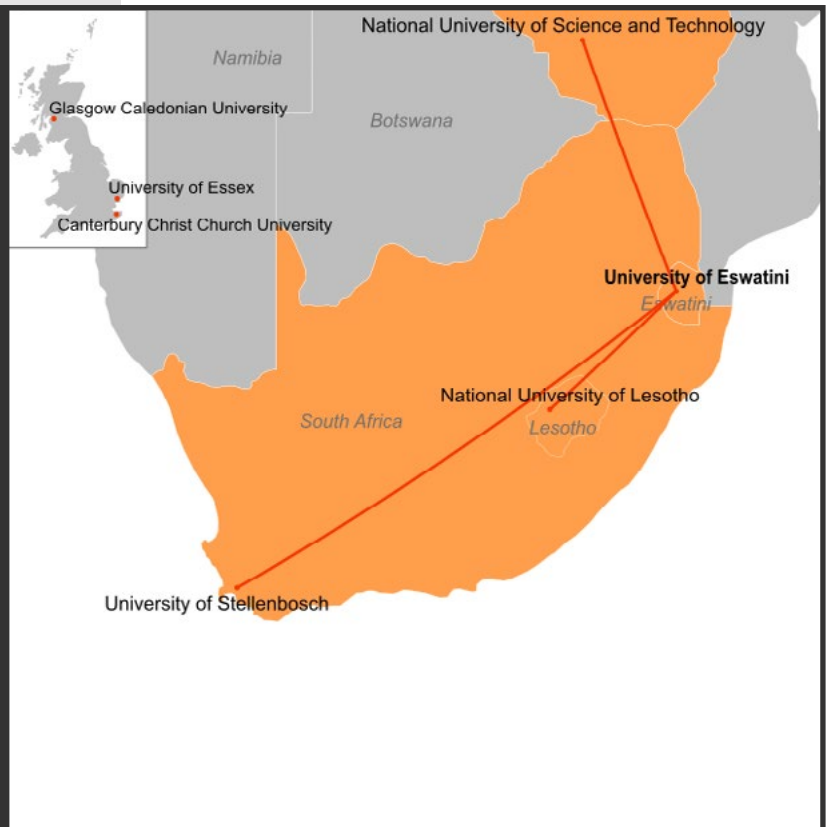 National University of Science and Technology
Namibia
Glasgow Caledonian University
Botswana
University of Essex
Canterbury Christ Church University
University of Eswatini
Eswatini
National University of Lesotho
South Africa
Lesotho
University of Stellenbosch